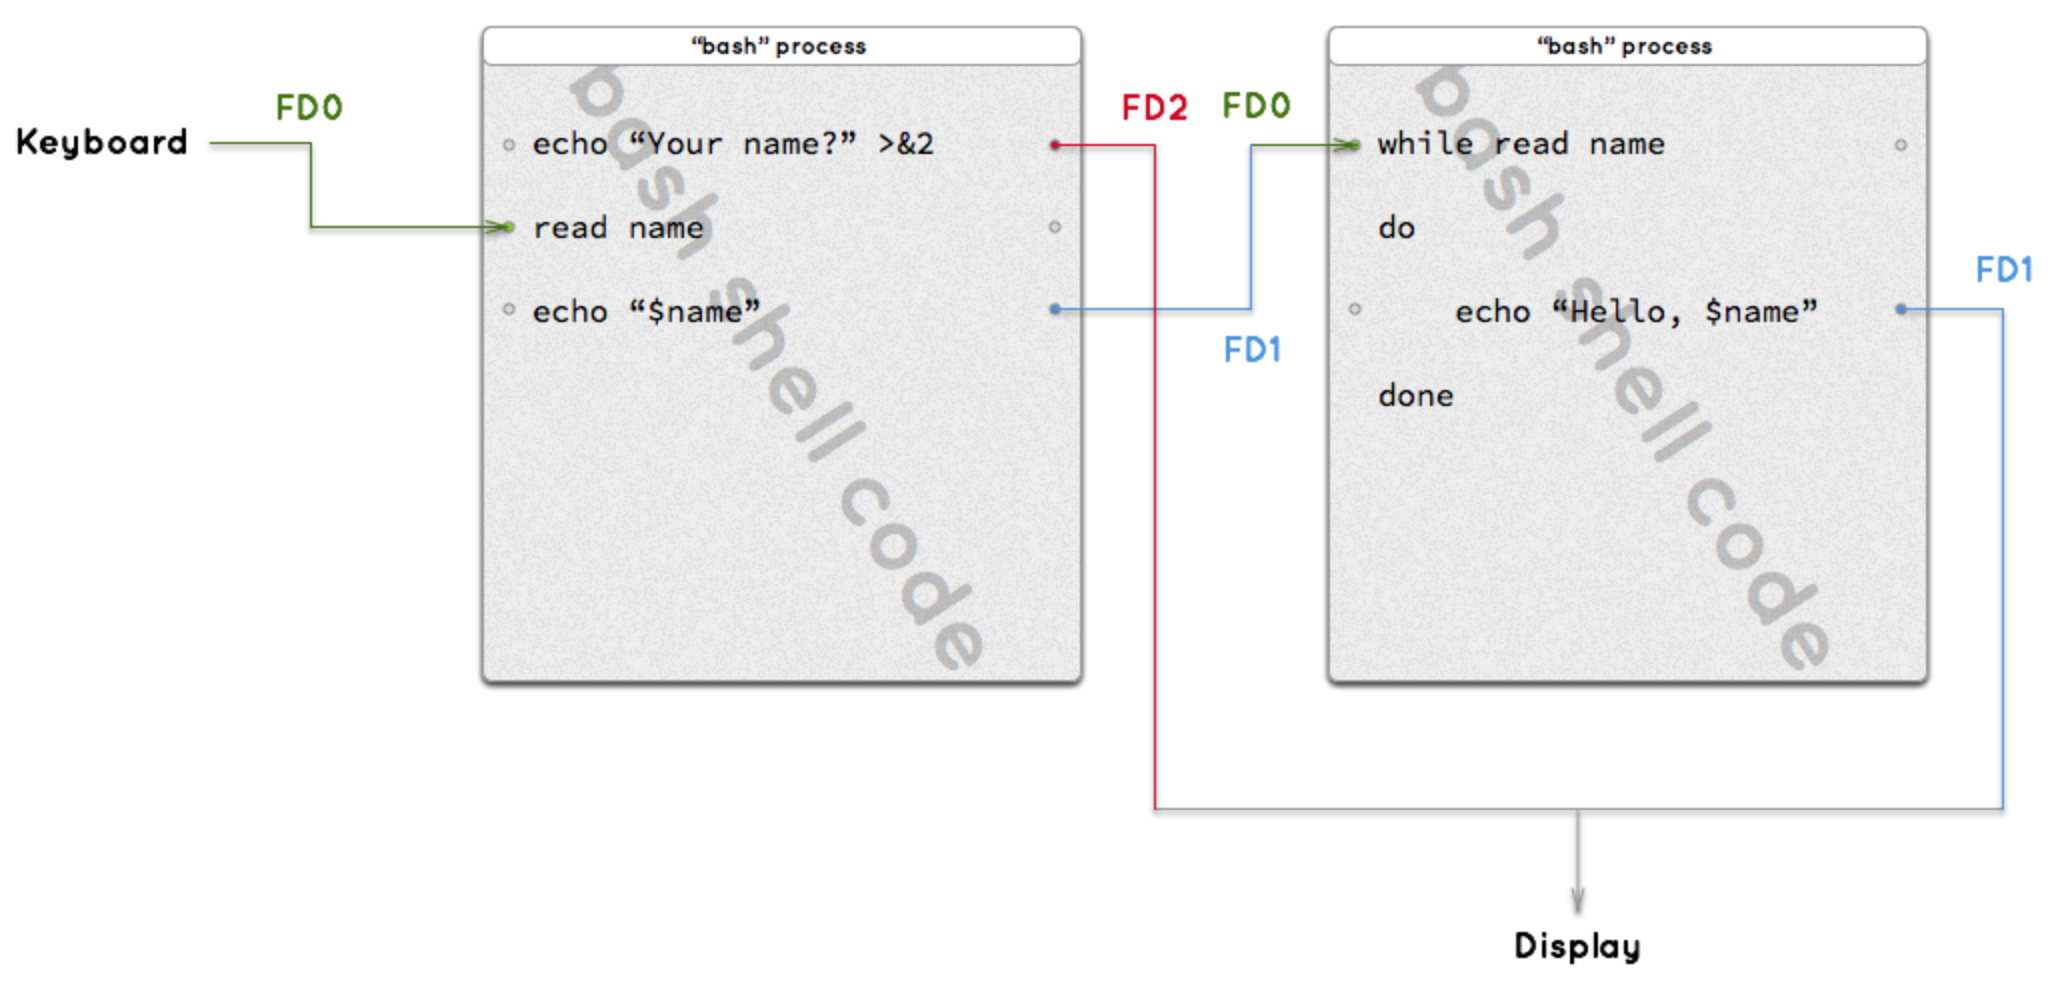 “bash” process
“bash” process
FD0
FD2
FD0
Keyboard
echo “Your name?” >&2
while read name
read name
do
FD1
echo “$name”
echo “Hello, $name”
FD1
done
bash shell code
bash shell code
Display